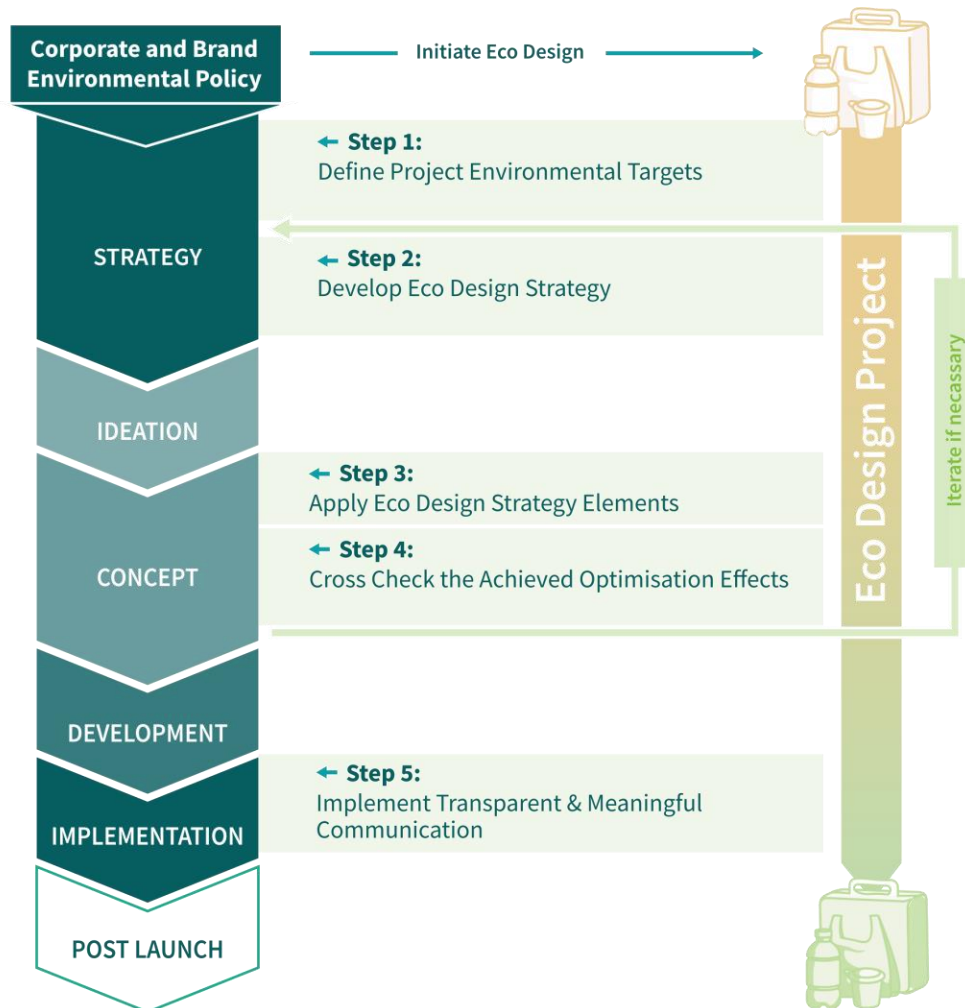 Corporate and Brand
Environmental Policy
Initiate Eco Design
← Step 1:
Define Project Environmental Targets
STRATEGY
← Step 2:
Develop Eco Design Strategy
IDEATION
← Step 3:
Apply Eco Design Strategy Elements
CONCEPT
← Step 4:
Cross Check the Achieved Optimisation Effects
DEVELOPMENT
← Step 5:
Implement Transparent & Meaningful
Communication
IMPLEMENTATION
POST LAUNCH
Eco Design Project
Iterate if necassary